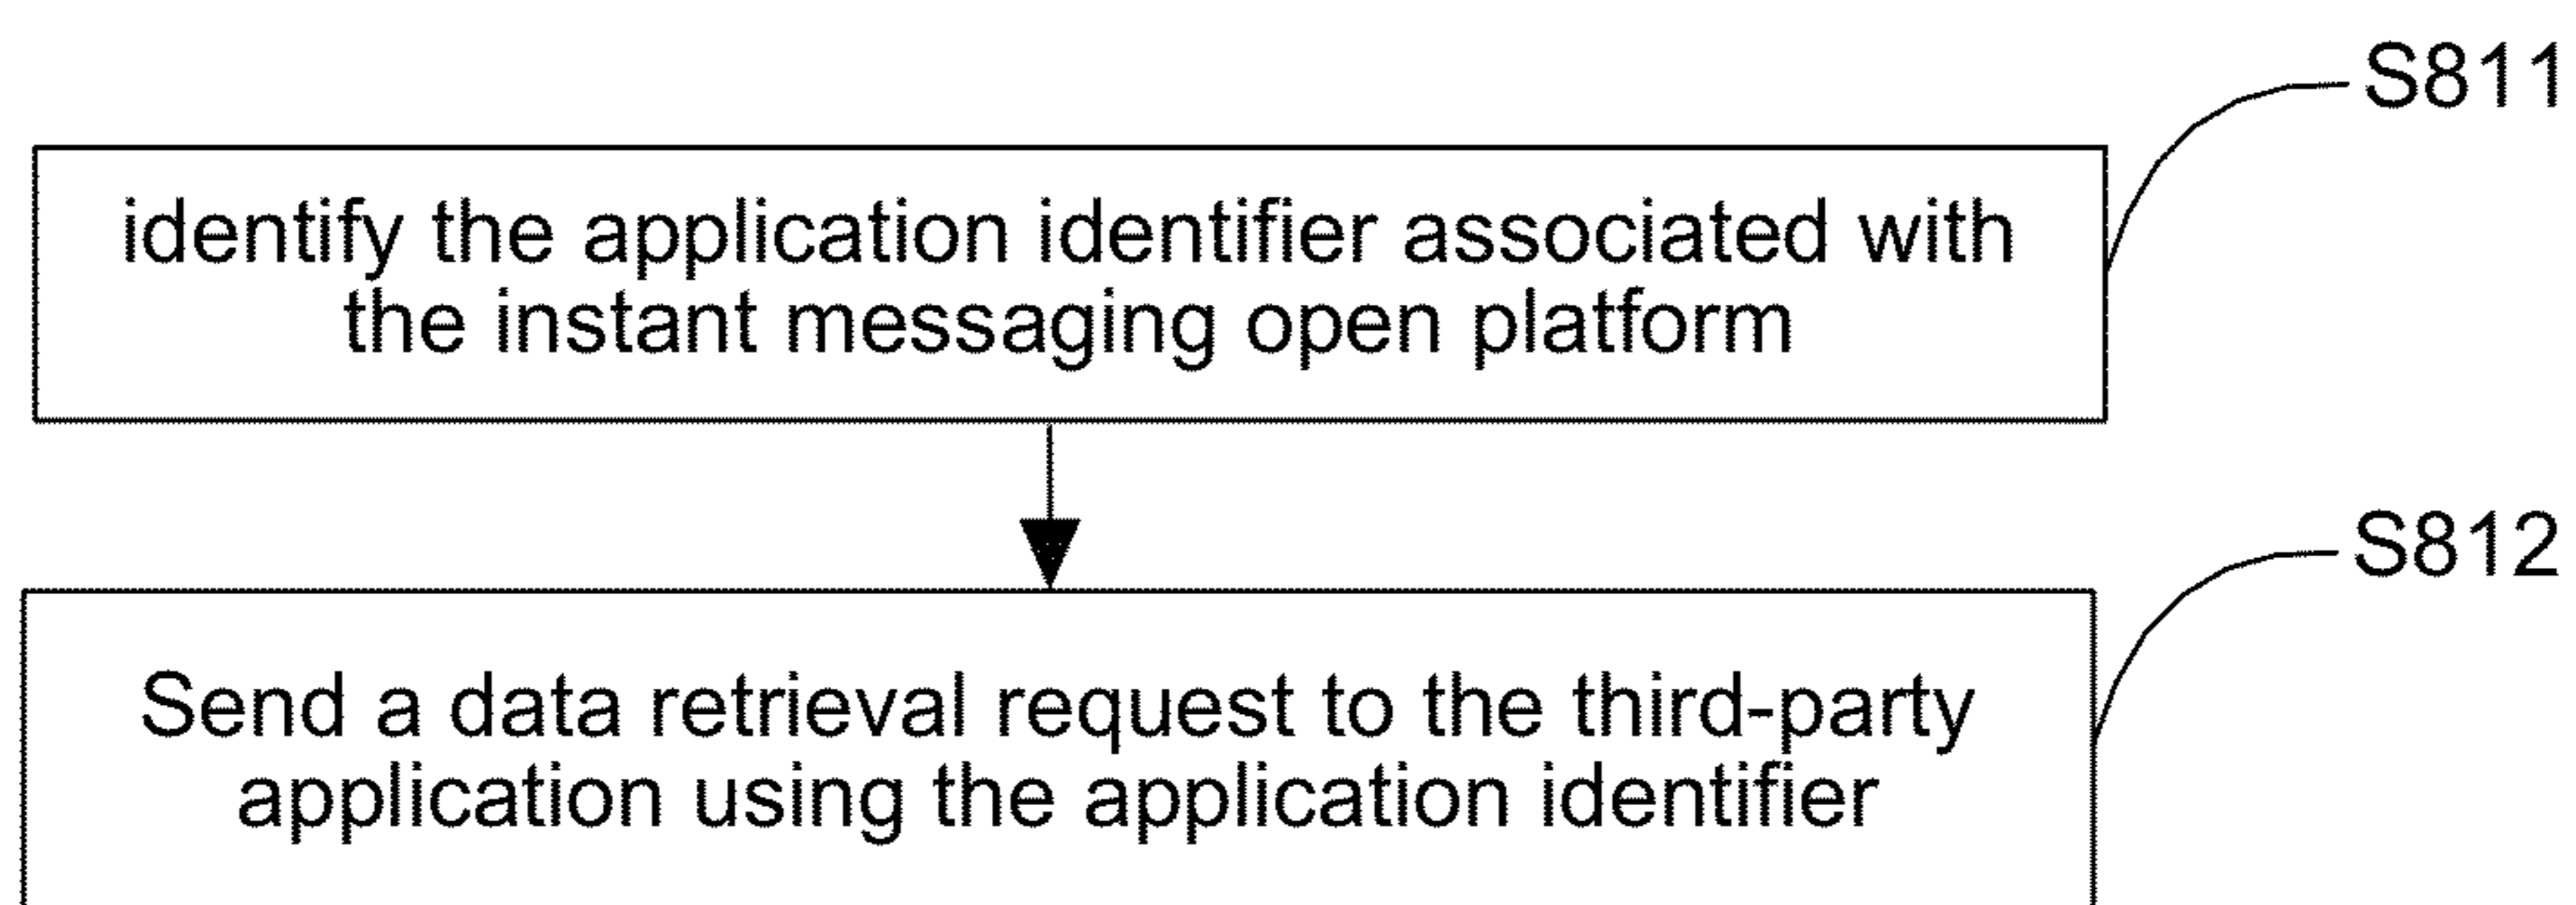 S811
identify the application identifier associated with
the instant messaging open platform
S812
Send a data retrieval request to the third-party
application using the application identifier